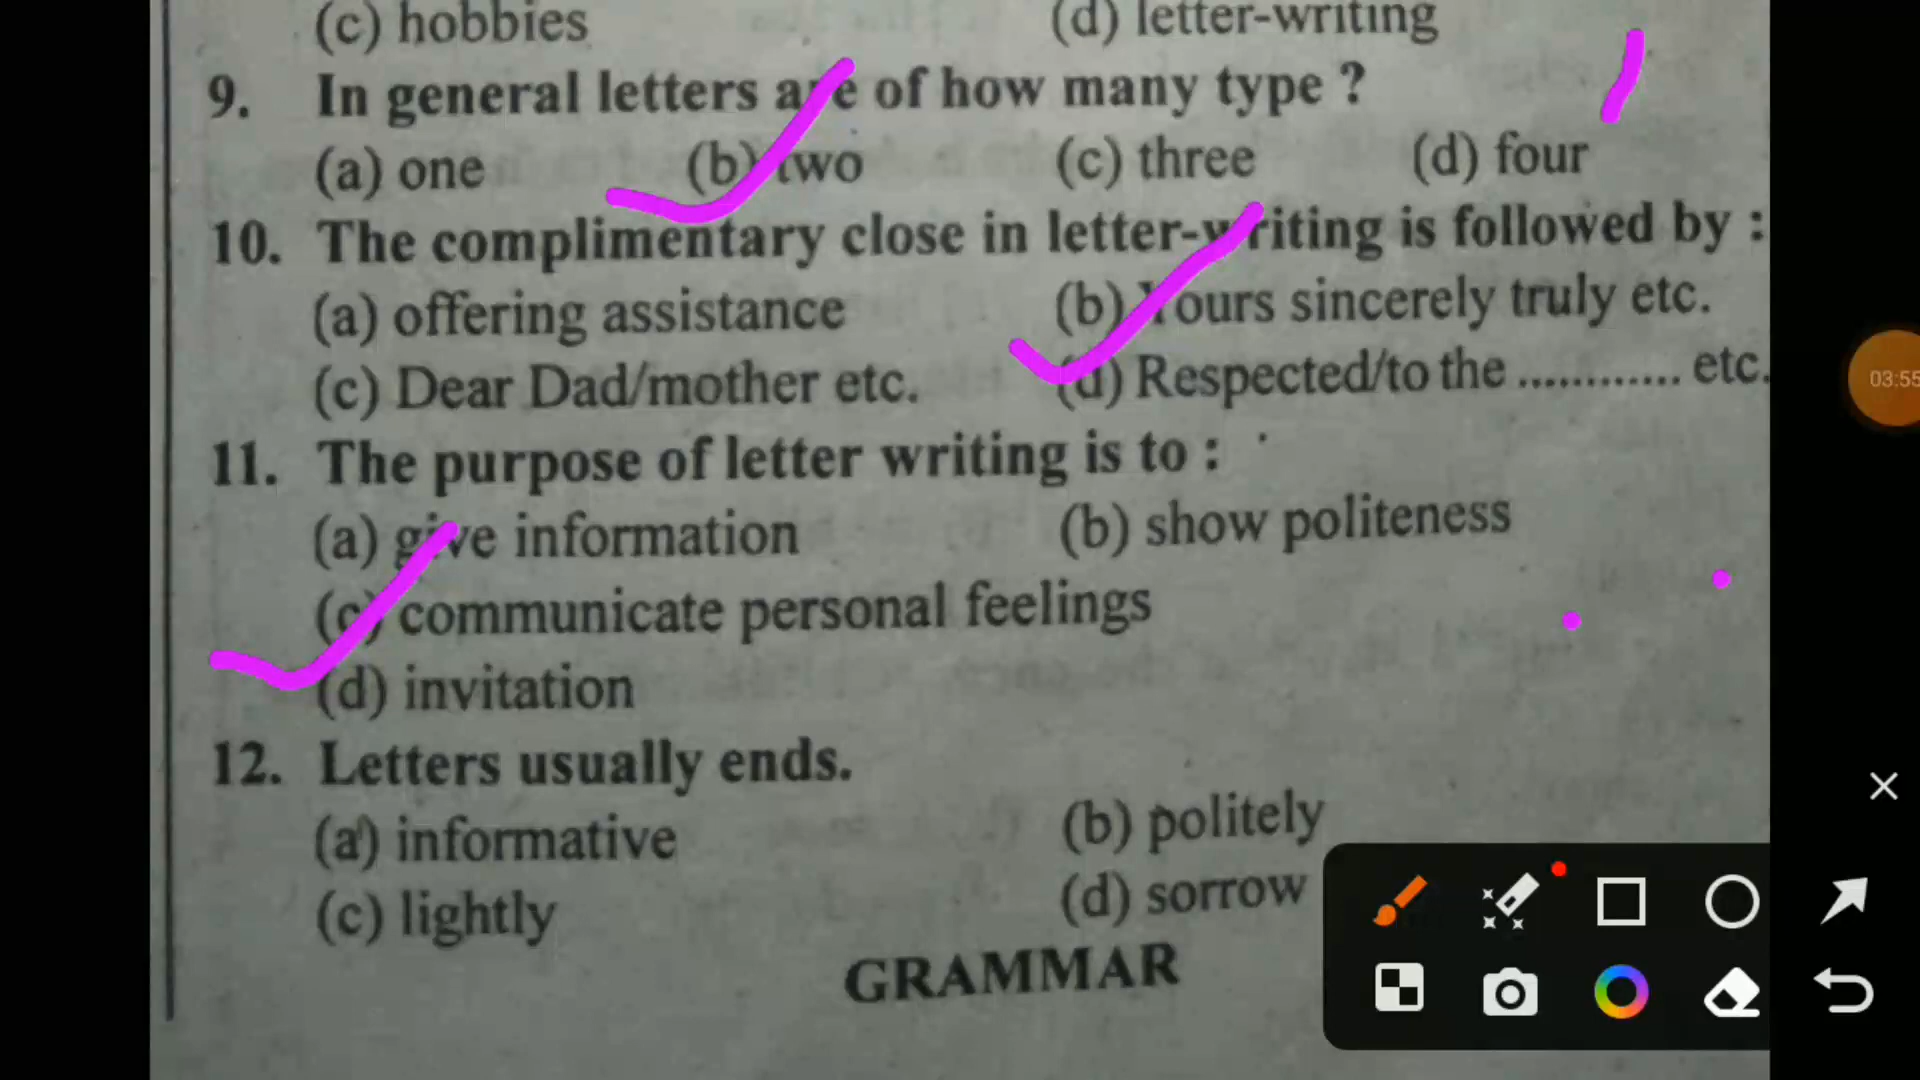 (c) hobbies (d) letter-writing
9. In general letters are of how many type ?
(a) one (b) two (c) three (d) four
10. The complimentary close in letter-writing is followed by :
(a) offering assistance (b) Yours sincerely truly etc.
(c) Dear Dad/mother etc. (d) Respected/to the ............ etc.
03:55
11. The purpose of letter writing is to :
(a) give information (b) show politeness
(c) communicate personal feelings
(d) invitation
12. Letters usually ends.
(a) informative (b) politely
(c) lightly (d) sorrow
GRAMMAR